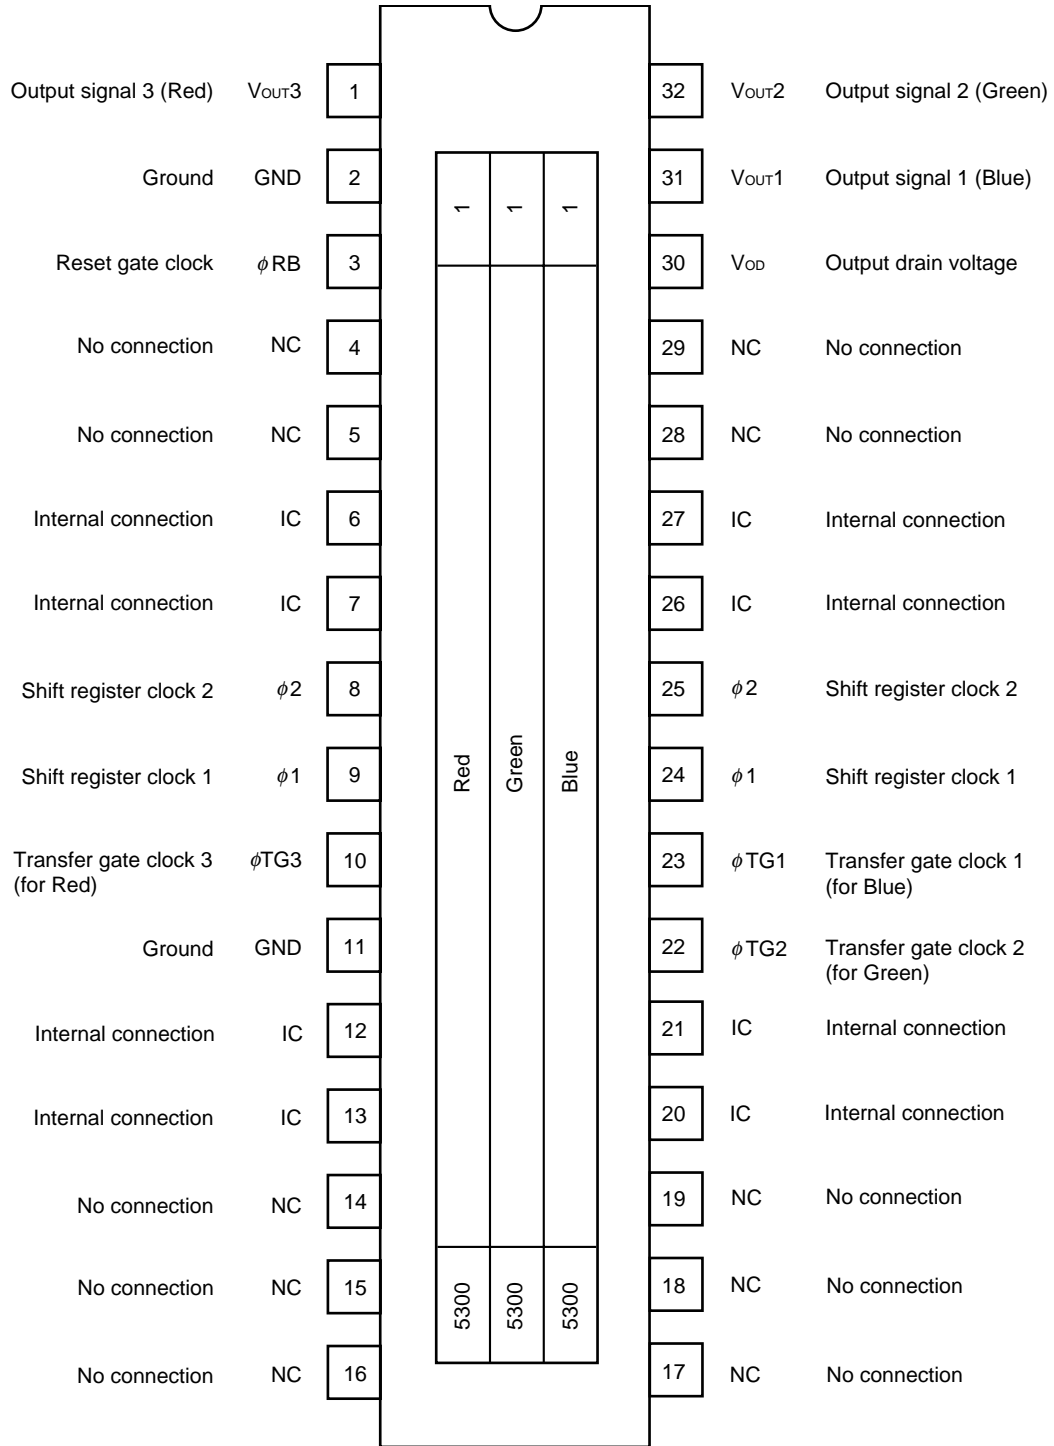 Output signal 3 (Red) VOUT3 1 32 VOUT2 Output signal 2 (Green)
Ground GND 2 31 VOUT1 Output signal 1 (Blue)
Reset gate clock φRB 3 30 VOD Output drain voltage
No connection NC 4 29 NC No connection
No connection NC 5 28 NC No connection
Internal connection IC 6 27 IC Internal connection
Internal connection IC 7 26 IC Internal connection
Shift register clock 2 φ2 8 25 φ2 Shift register clock 2
Shift register clock 1 φ1 9 24 φ1 Shift register clock 1
Transfer gate clock 3 φTG3 10 23 φTG1 Transfer gate clock 1
(for Red) (for Blue)
Ground GND 11 22 φTG2 Transfer gate clock 2
(for Green)
Internal connection IC 12 21 IC Internal connection
Internal connection IC 13 20 IC Internal connection
No connection NC 14 19 NC No connection
No connection NC 15 18 NC No connection
No connection NC 16 17 NC No connection
1 1 1
Red Green Blue
5300 5300 5300